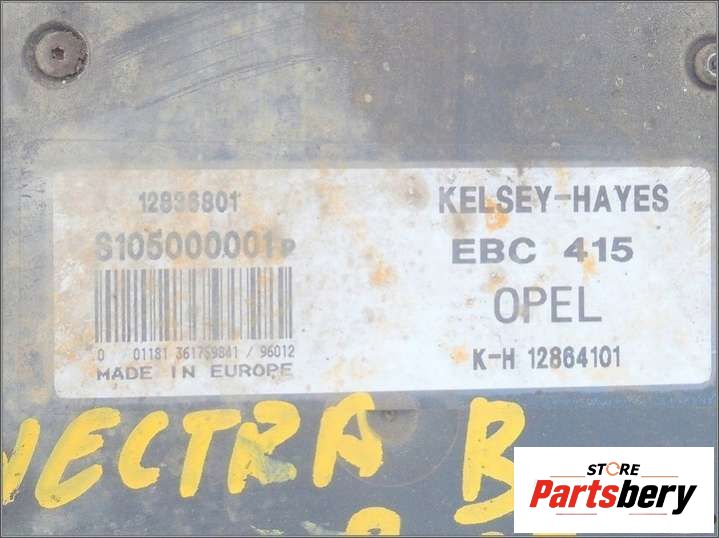 12838801
S105000001P
0 01181 361759841 / 96012
MADE IN EUROPE
KELSEY-HAYES
EBC 415
OPEL
K-H 12864101
VECTRA B
STORE
Partsbery